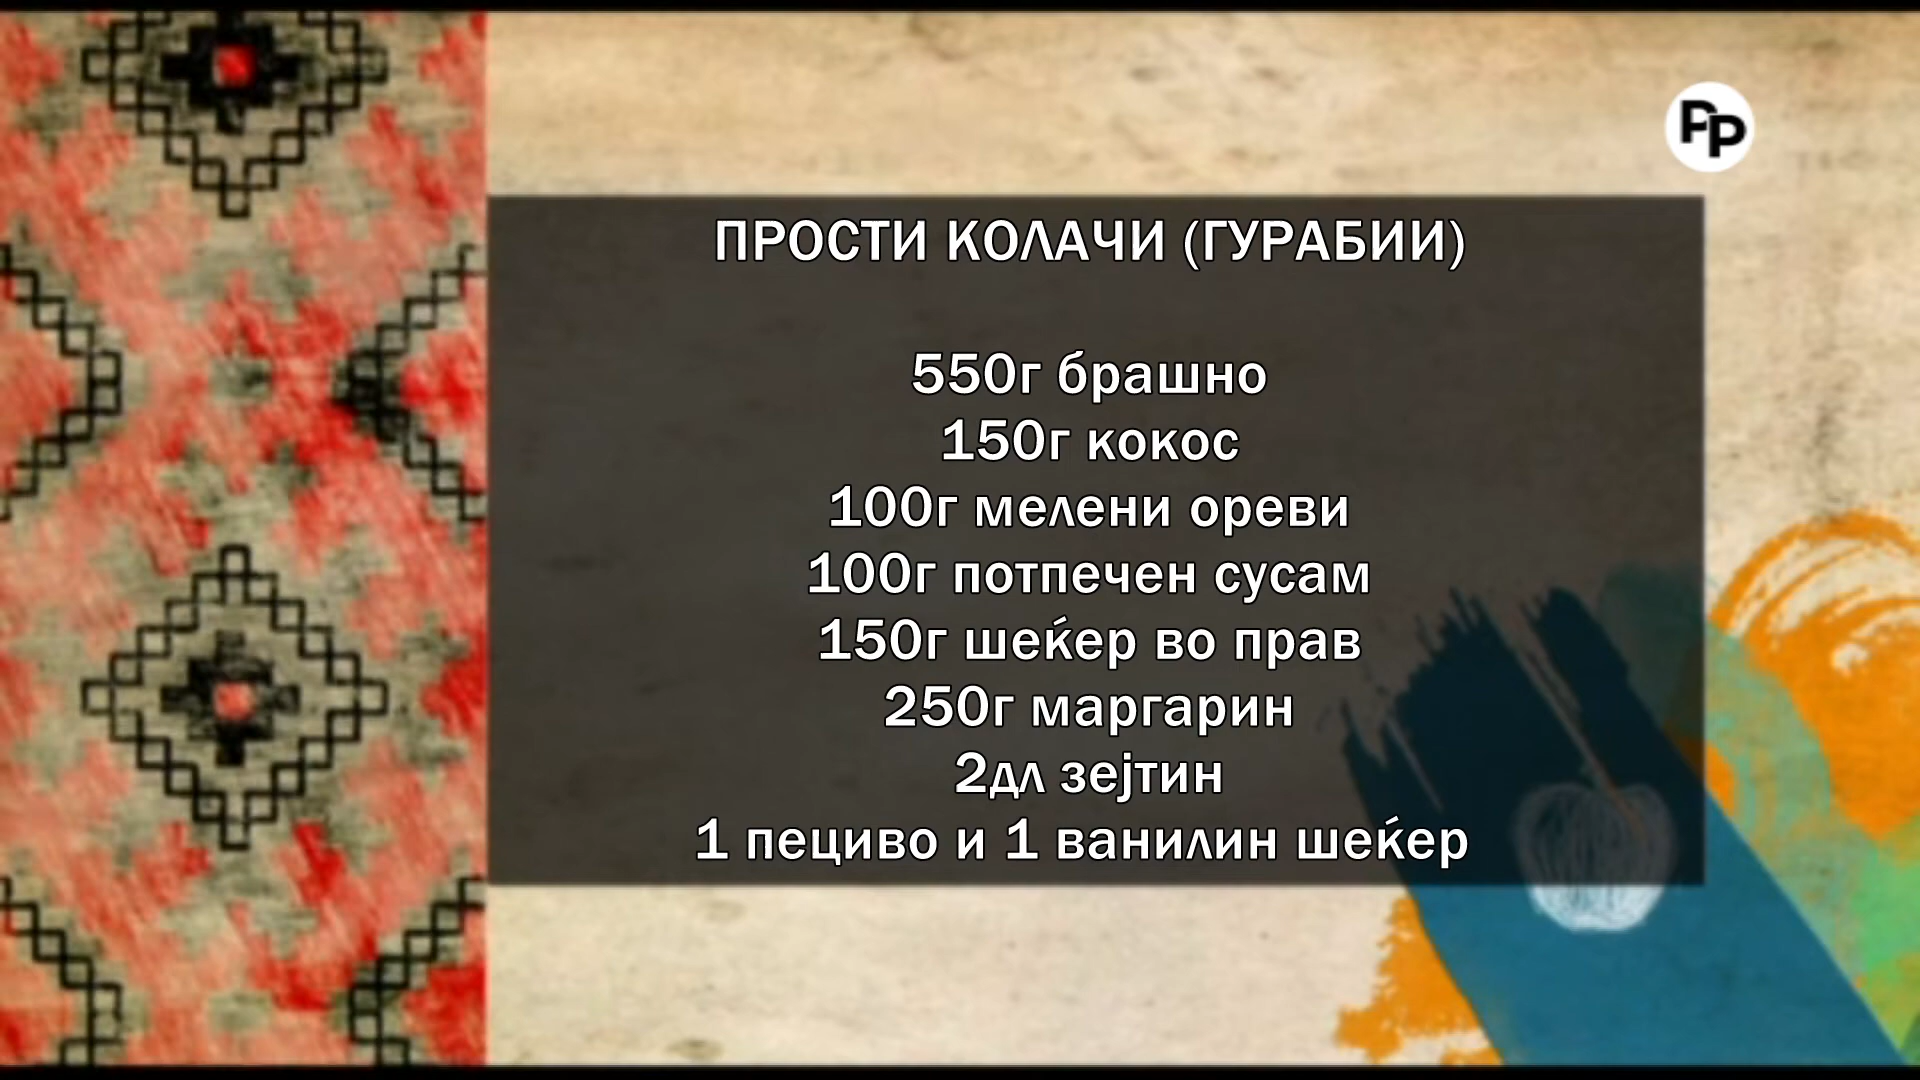 PP
ПРОСТИ КОЛАЧИ (ГУРАБИИ)
550г брашно
150г кокос
100г мелени ореви
100г потпечен сусам
150г шеќер во прав
250г маргарин
2дл зејтин
1 пециво и 1 ванилин шеќер